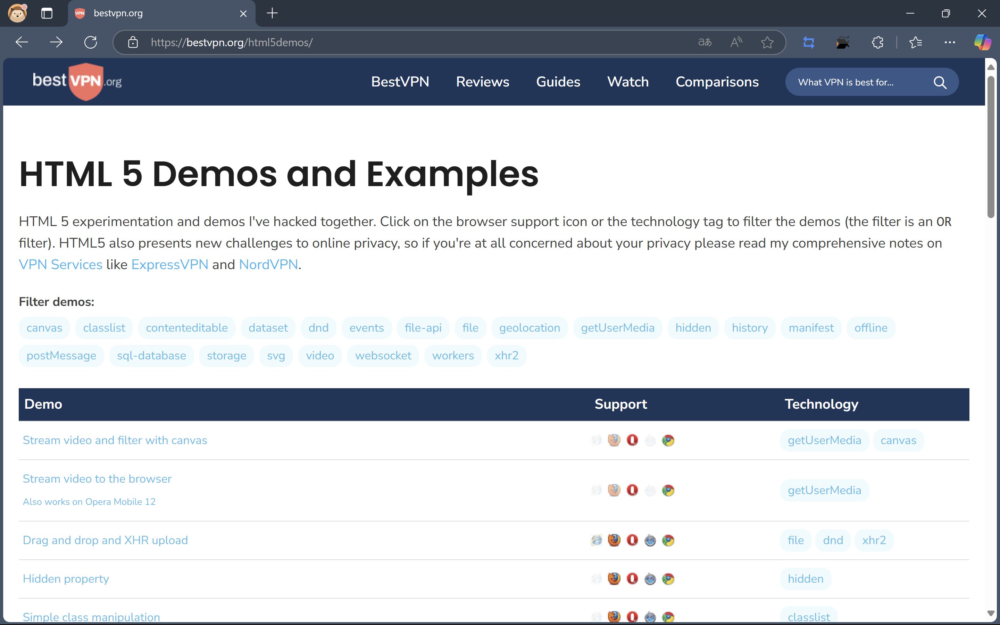 bestvpn.org
https://bestvpn.org/html5demos/
best VPN .org
BestVPN Reviews Guides Watch Comparisons What VPN is best for...
HTML 5 Demos and Examples
HTML 5 experimentation and demos I've hacked together. Click on the browser support icon or the technology tag to filter the demos (the filter is an OR
filter). HTML5 also presents new challenges to online privacy, so if you're at all concerned about your privacy please read my comprehensive notes on
VPN Services like ExpressVPN and NordVPN.
Filter demos:
canvas classlist contenteditable dataset dnd events file-api file geolocation getUserMedia hidden history manifest offline
postMessage sql-database storage svg video websocket workers xhr2
Demo Support Technology
Stream video and filter with canvas getUserMedia canvas
Stream video to the browser
Also works on Opera Mobile 12
getUserMedia
Drag and drop and XHR upload file dnd xhr2
Hidden property hidden
Simple class manipulation classlist